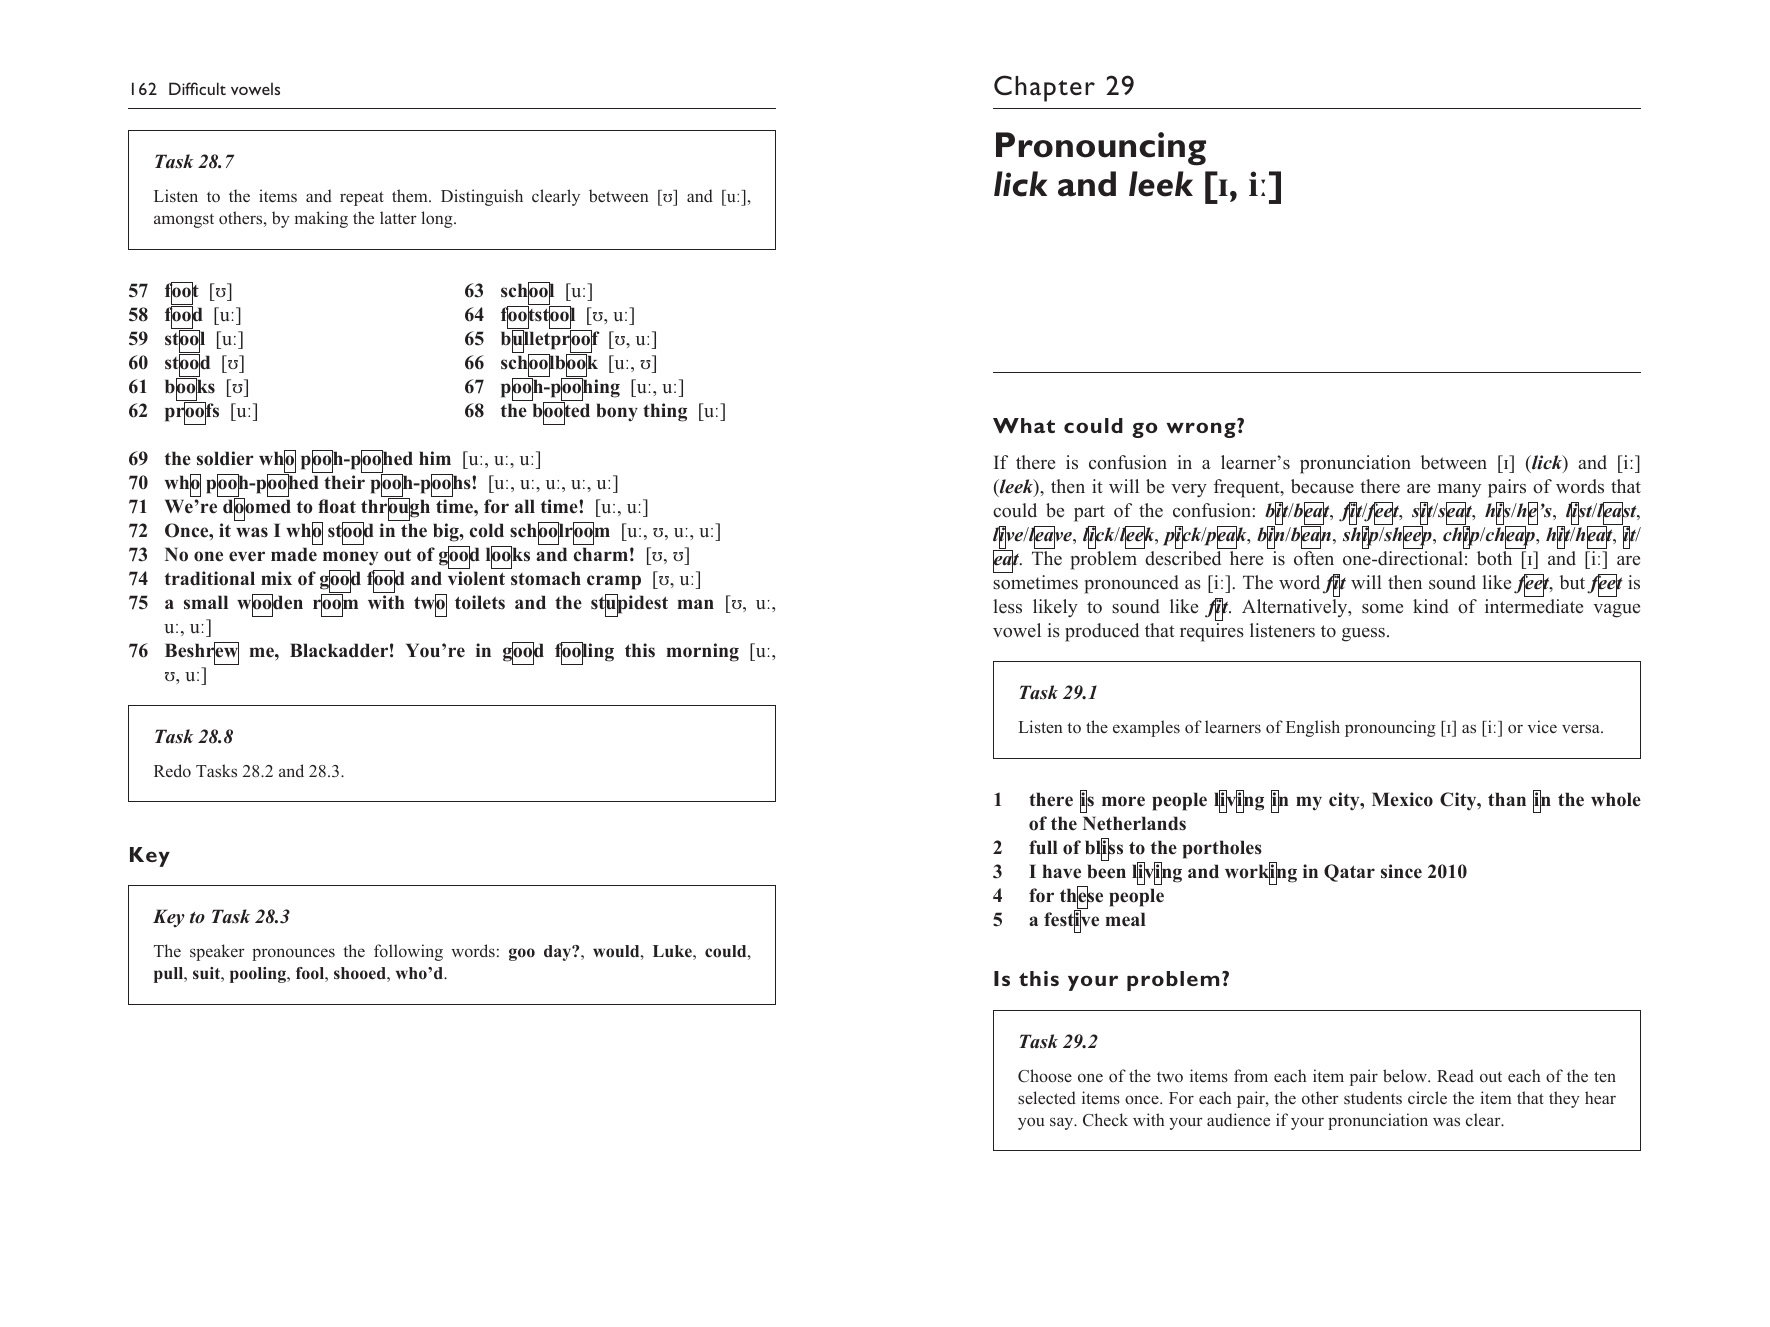 162 Difficult vowels
Task 28.7
Listen to the items and repeat them. Distinguish clearly between [ʊ] and [uː],
amongst others, by making the latter long.
57 foot [ʊ]
58 food [uː]
59 stool [uː]
60 stood [ʊ]
61 books [ʊ]
62 proofs [uː]
63 school [uː]
64 footstool [ʊ, uː]
65 bulletproof [ʊ, uː]
66 schoolbook [uː, ʊ]
67 pooh-poohing [uː, uː]
68 the booted bony thing [uː]
69 the soldier who pooh-poohed him [uː, uː, uː]
70 who pooh-poohed their pooh-poohs! [uː, uː, uː, uː, uː]
71 We’re doomed to float through time, for all time! [uː, uː]
72 Once, it was I who stood in the big, cold schoolroom [uː, ʊ, uː, uː]
73 No one ever made money out of good looks and charm! [ʊ, ʊ]
74 traditional mix of good food and violent stomach cramp [ʊ, uː]
75 a small wooden room with two toilets and the stupidest man [ʊ, uː,
uː, uː]
76 Beshrew me, Blackadder! You’re in good fooling this morning [uː,
ʊ, uː]
Task 28.8
Redo Tasks 28.2 and 28.3.
Key
Key to Task 28.3
The speaker pronounces the following words: goo day?, would, Luke, could,
pull, suit, pooling, fool, shooed, who’d.
Chapter 29
Pronouncing
lick and leek [ɪ, iː]
What could go wrong?
If there is confusion in a learner’s pronunciation between [ɪ] (lick) and [iː]
(leek), then it will be very frequent, because there are many pairs of words that
could be part of the confusion: bit/beat, fit/feet, sit/seat, his/he’s, list/least,
live/leave, lick/leek, pick/peak, bin/bean, ship/sheep, chip/cheap, hit/heat, it/
eat. The problem described here is often one-directional: both [ɪ] and [iː] are
sometimes pronounced as [iː]. The word fit will then sound like feet, but feet is
less likely to sound like fit. Alternatively, some kind of intermediate vague
vowel is produced that requires listeners to guess.
Task 29.1
Listen to the examples of learners of English pronouncing [ɪ] as [iː] or vice versa.
1 there is more people living in my city, Mexico City, than in the whole
of the Netherlands
2 full of bliss to the portholes
3 I have been living and working in Qatar since 2010
4 for these people
5 a festive meal
Is this your problem?
Task 29.2
Choose one of the two items from each item pair below. Read out each of the ten
selected items once. For each pair, the other students circle the item that they hear
you say. Check with your audience if your pronunciation was clear.